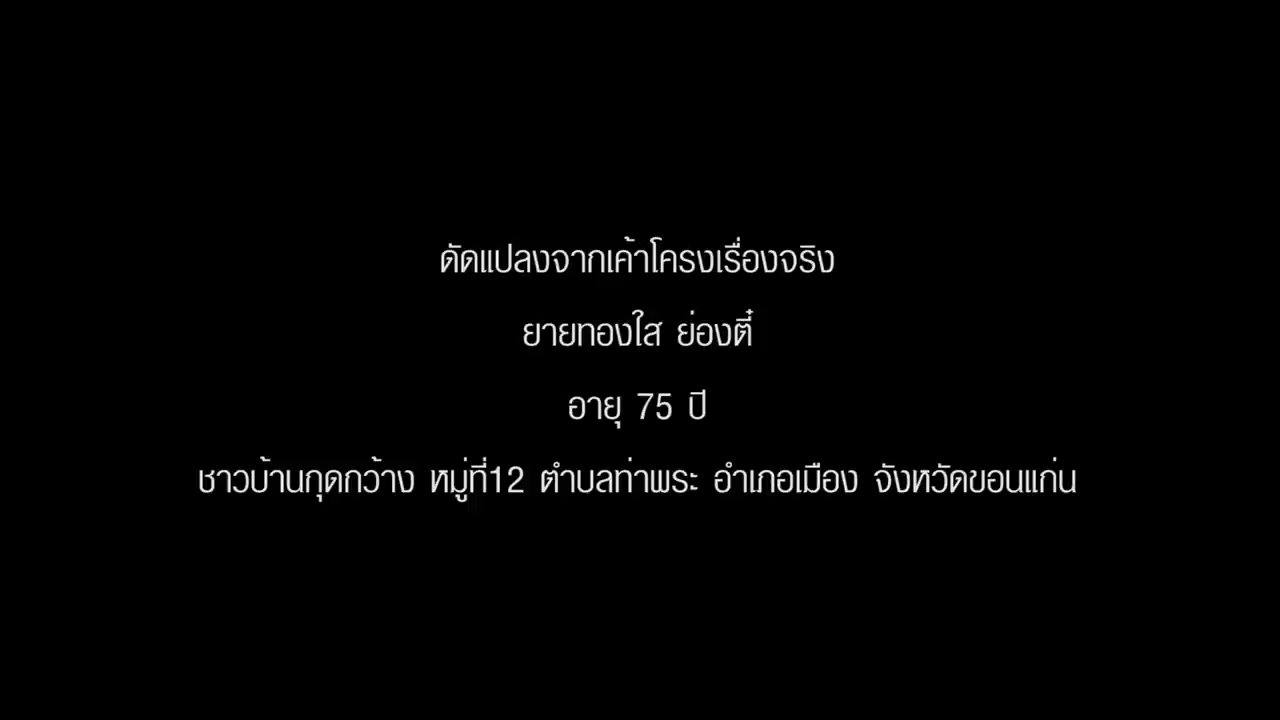 ดัดแปลงจากเค้าโครงเรื่องจริง
ยายทองใส ย่องตี๋
อายุ 75 ปี
ชาวบ้านกุดกว้าง หมู่ที่12 ตำบลท่าพระ อำเภอเมือง จังหวัดขอนแก่น